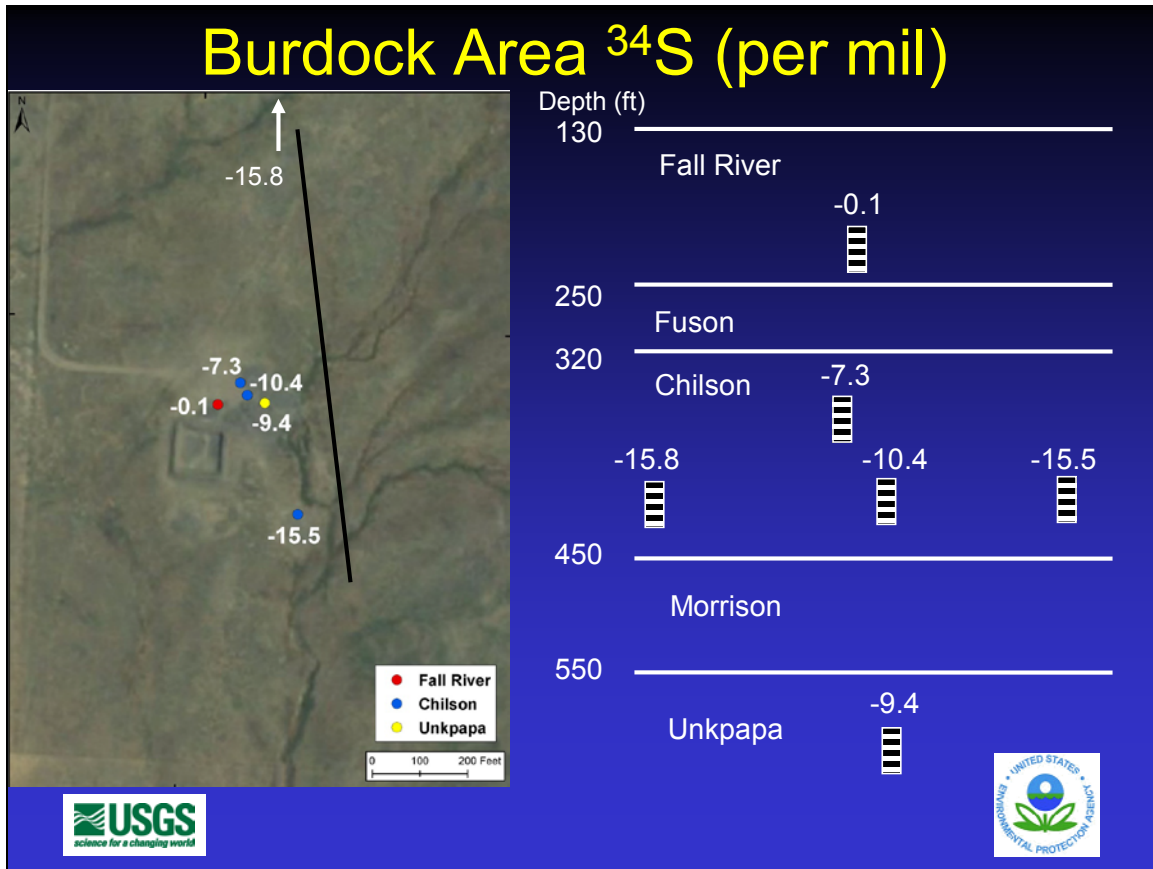 Burdock Area ³⁴S (per mil)
N
-15.8
-7.3
-10.4
-0.1
-9.4
-15.5
Fall River
Chilson
Unkpapa
0 100 200 Feet
Depth (ft)
130
Fall River
-0.1
250
Fuson
320
Chilson
-7.3
-15.8 -10.4 -15.5
450
Morrison
550
-9.4
Unkpapa
USGS
science for a changing world
UNITED STATES
ENVIRONMENTAL PROTECTION AGENCY